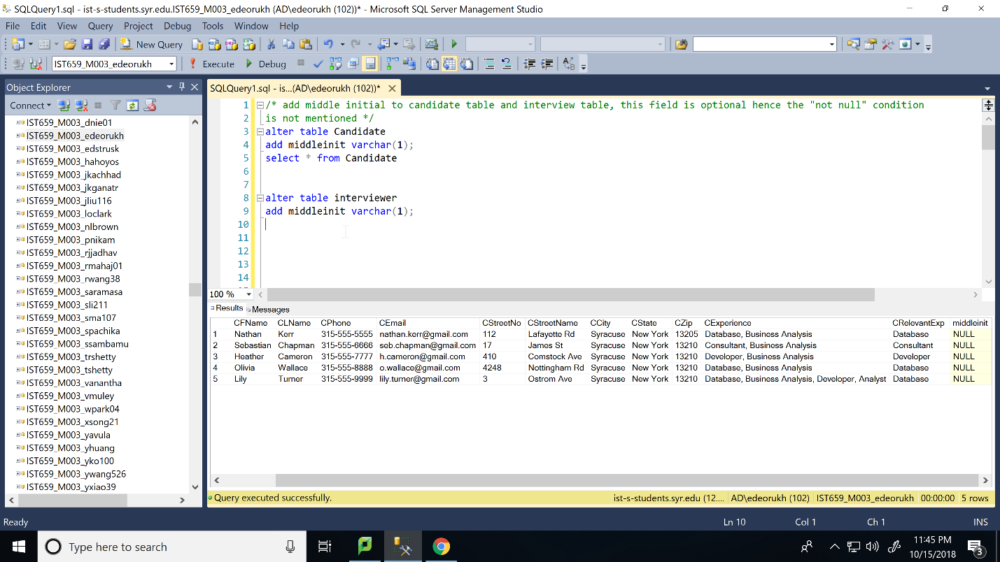 SQLQuery1.sql - ist-s-students.syr.edu.IST659_M003_edeorukh (AD\edeorukh (102))* - Microsoft SQL Server Management Studio
File Edit View Query Project Debug Tools Window Help
New Query
IST659_M003_edeorukh Execute Debug
Object Explorer
Connect
IST659_M003_dnie01
IST659_M003_edeorukh
IST659_M003_edstrusk
IST659_M003_hahoyos
IST659_M003_jkachhad
IST659_M003_jkganatr
IST659_M003_jliu116
IST659_M003_loclark
IST659_M003_nlbrown
IST659_M003_pnikam
IST659_M003_rjjadhav
IST659_M003_rmahaj01
IST659_M003_rwang38
IST659_M003_saramasa
IST659_M003_sli211
IST659_M003_sma107
IST659_M003_spachika
IST659_M003_ssambamu
IST659_M003_trshetty
IST659_M003_tshetty
IST659_M003_vanantha
IST659_M003_vmuley
IST659_M003_wpark04
IST659_M003_xsong21
IST659_M003_yavula
IST659_M003_yhuang
IST659_M003_yko100
IST659_M003_ywang526
IST659_M003_yxiao39
SQLQuery1.sql - is...(AD\edeorukh (102))*
1 /* add middle initial to candidate table and interview table, this field is optional hence the "not null" condition
2 is not mentioned */
3 alter table Candidate
4 add middleinit varchar(1);
5 select * from Candidate
6
7
8 alter table interviewer
9 add middleinit varchar(1);
10
11
12
13
14
100 %
Results Messages
CFName CLName CPhone CEmail CStreetNo CStreetName CCity CState CZip CExperience CRelevantExp middleinit
1 Nathan Kerr 315-555-5555 nathan.kerr@gmail.com 112 Lafayette Rd Syracuse New York 13205 Database, Business Analysis Database NULL
2 Sebastian Chapman 315-555-6666 seb.chapman@gmail.com 17 James St Syracuse New York 13210 Consultant, Business Analysis Consultant NULL
3 Heather Cameron 315-555-7777 h.cameron@gmail.com 410 Comstock Ave Syracuse New York 13210 Developer, Business Analysis Developer NULL
4 Olivia Wallace 315-555-8888 o.wallace@gmail.com 4248 Nottingham Rd Syracuse New York 13210 Database, Business Analysis Database NULL
5 Lily Turner 315-555-9999 lily.turner@gmail.com 3 Ostrom Ave Syracuse New York 13210 Database, Business Analysis, Developer, Analyst Database NULL
Query executed successfully. ist-s-students.syr.edu (12.... AD\edeorukh (102) IST659_M003_edeorukh 00:00:00 5 rows
Ready Ln 10 Col 1 Ch 1 INS
Type here to search
11:45 PM
10/15/2018
3